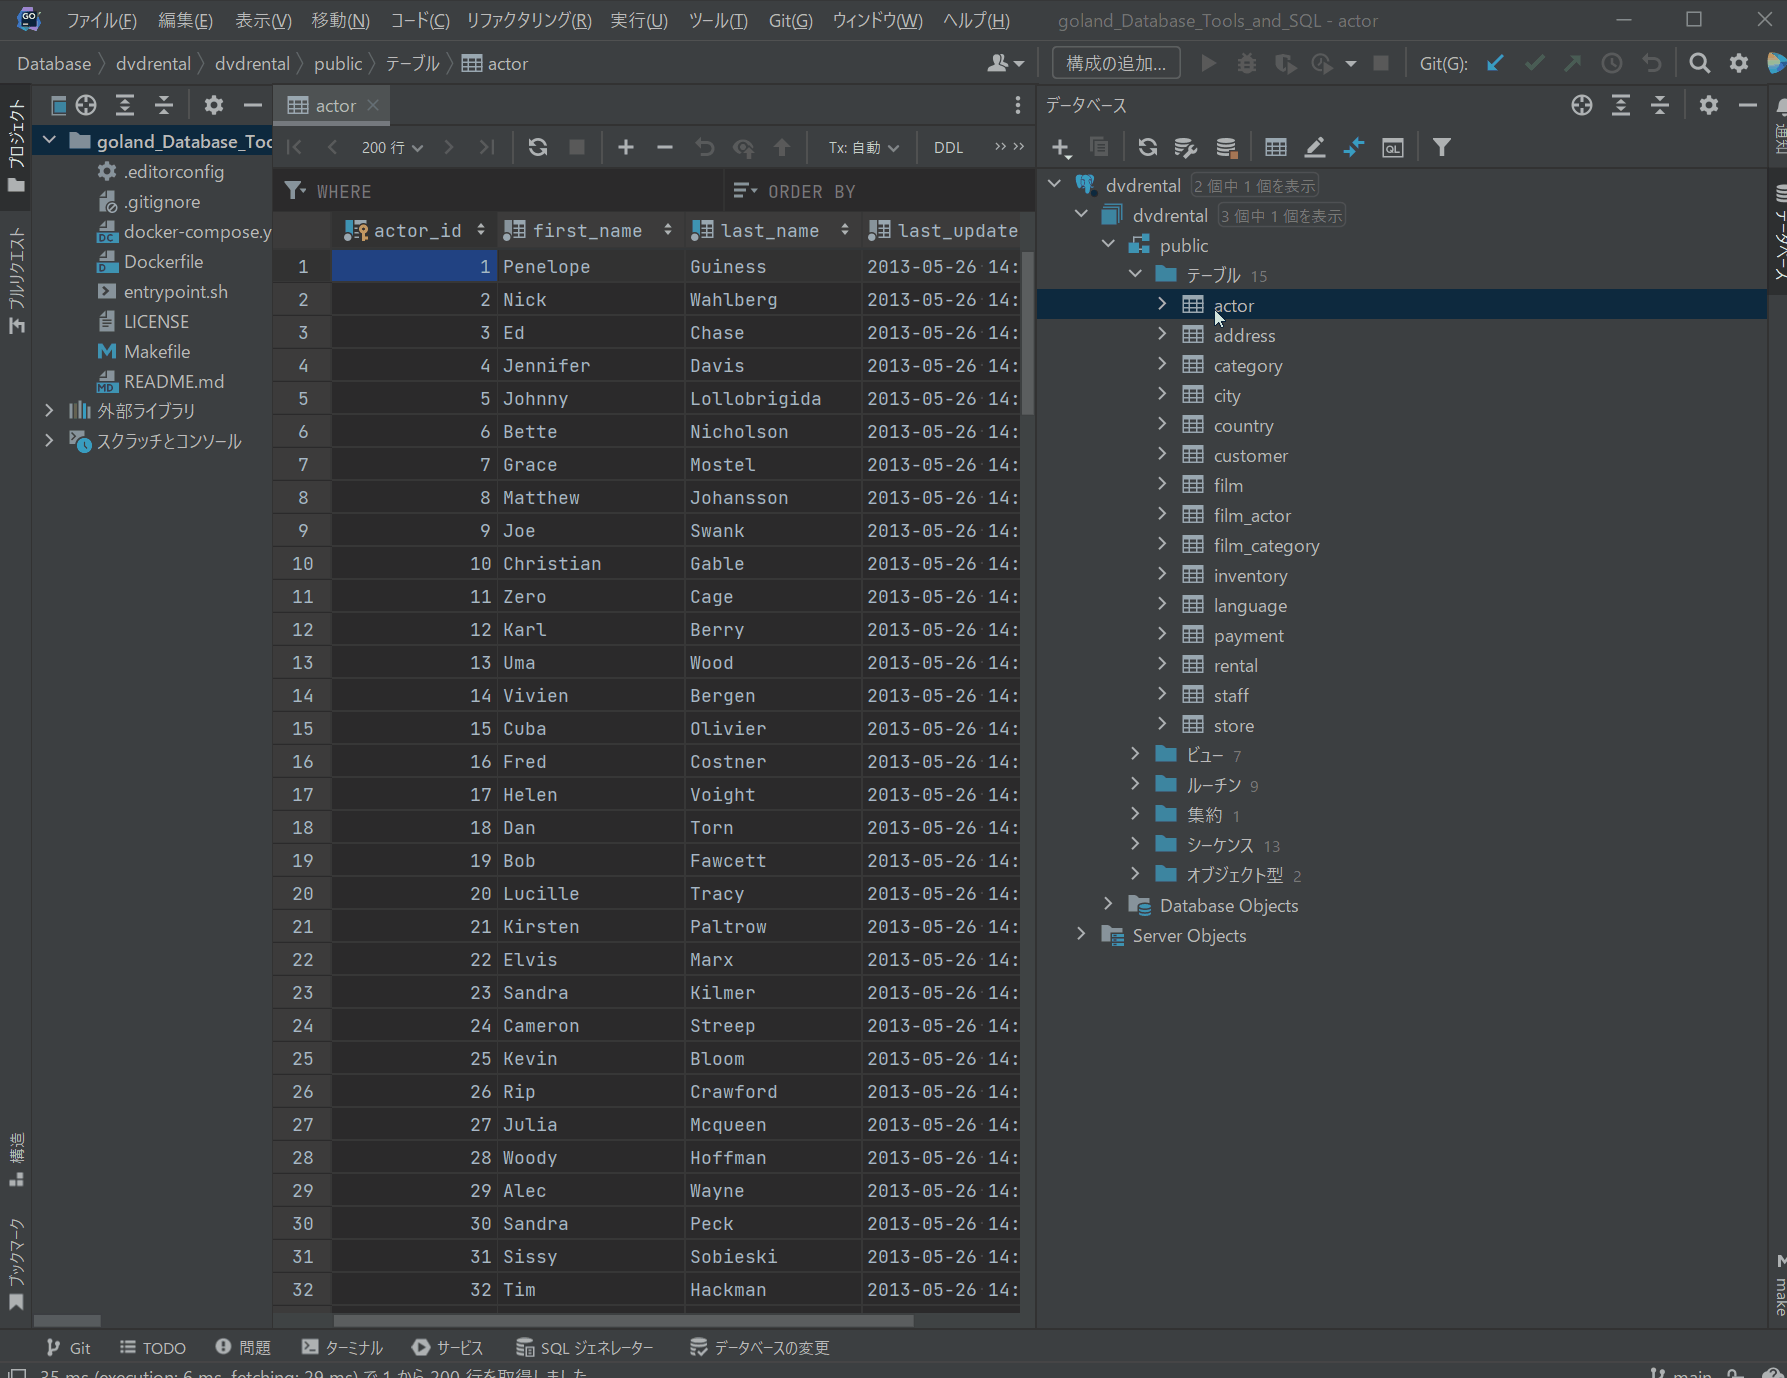 ファイル(F) 編集(E) 表示(V) 移動(N) コード(C) リファクタリング(R) 実行(U) ツール(T) Git(G) ウィンドウ(W) ヘルプ(H) goland_Database_Tools_and_SQL - actor
Database dvdrental dvdrental public テーブル actor 構成の追加... Git(G):
プロジェクト
プルリクエスト
構造
ブックマーク
goland_Database_Too
.editorconfig
.gitignore
docker-compose.y
Dockerfile
entrypoint.sh
LICENSE
Makefile
README.md
外部ライブラリ
スクラッチとコンソール
actor
200 行 Tx: 自動 DDL
WHERE ORDER BY
actor_id first_name last_name last_update
1 1 Penelope Guiness 2013-05-26 14:
2 2 Nick Wahlberg 2013-05-26 14:
3 3 Ed Chase 2013-05-26 14:
4 4 Jennifer Davis 2013-05-26 14:
5 5 Johnny Lollobrigida 2013-05-26 14:
6 6 Bette Nicholson 2013-05-26 14:
7 7 Grace Mostel 2013-05-26 14:
8 8 Matthew Johansson 2013-05-26 14:
9 9 Joe Swank 2013-05-26 14:
10 10 Christian Gable 2013-05-26 14:
11 11 Zero Cage 2013-05-26 14:
12 12 Karl Berry 2013-05-26 14:
13 13 Uma Wood 2013-05-26 14:
14 14 Vivien Bergen 2013-05-26 14:
15 15 Cuba Olivier 2013-05-26 14:
16 16 Fred Costner 2013-05-26 14:
17 17 Helen Voight 2013-05-26 14:
18 18 Dan Torn 2013-05-26 14:
19 19 Bob Fawcett 2013-05-26 14:
20 20 Lucille Tracy 2013-05-26 14:
21 21 Kirsten Paltrow 2013-05-26 14:
22 22 Elvis Marx 2013-05-26 14:
23 23 Sandra Kilmer 2013-05-26 14:
24 24 Cameron Streep 2013-05-26 14:
25 25 Kevin Bloom 2013-05-26 14:
26 26 Rip Crawford 2013-05-26 14:
27 27 Julia Mcqueen 2013-05-26 14:
28 28 Woody Hoffman 2013-05-26 14:
29 29 Alec Wayne 2013-05-26 14:
30 30 Sandra Peck 2013-05-26 14:
31 31 Sissy Sobieski 2013-05-26 14:
32 32 Tim Hackman 2013-05-26 14:
データベース
dvdrental 2 個中 1 個を表示
dvdrental 3 個中 1 個を表示
public
テーブル 15
actor
address
category
city
country
customer
film
film_actor
film_category
inventory
language
payment
rental
staff
store
ビュー 7
ルーチン 9
集約 1
シーケンス 13
オブジェクト型 2
Database Objects
Server Objects
通知
データベース
make
Git TODO 問題 ターミナル サービス SQL ジェネレーター データベースの変更
35 ms (execution: 6 ms, fetching: 29 ms) で 1 から 200 行を取得しました main